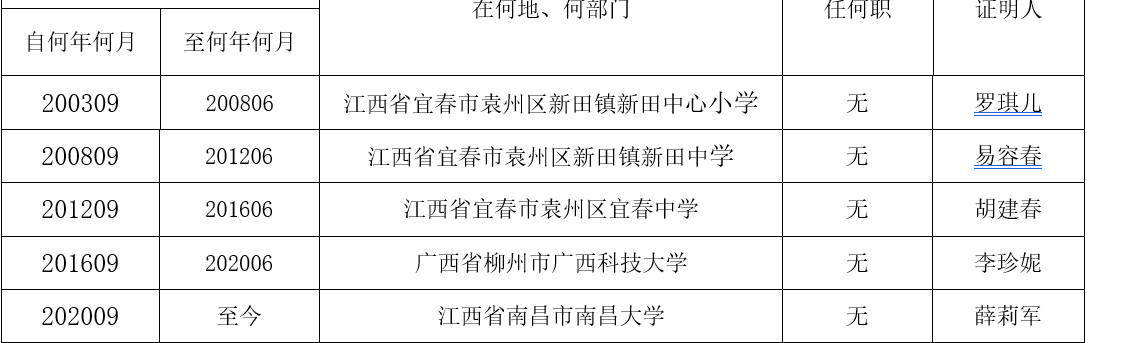 在何地、何部门 任何职 证明人
自何年何月 至何年何月
200309 200806 江西省宜春市袁州区新田镇新田中心小学 无 罗琪儿
200809 201206 江西省宜春市袁州区新田镇新田中学 无 易容春
201209 201606 江西省宜春市袁州区宜春中学 无 胡建春
201609 202006 广西省柳州市广西科技大学 无 李珍妮
202009 至今 江西省南昌市南昌大学 无 薛莉军